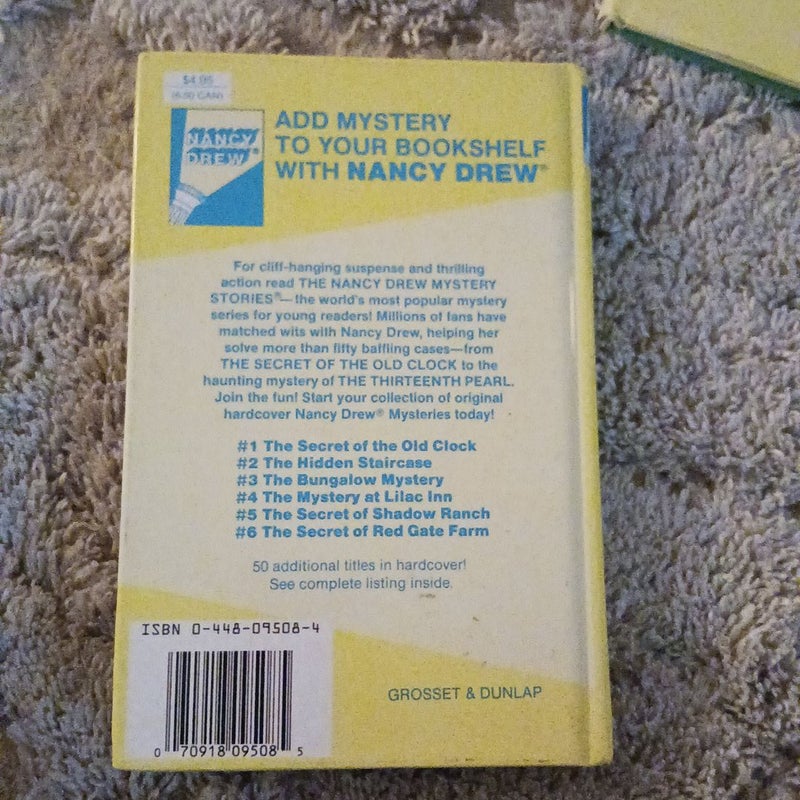 $4.95
(6.50 CAN)
NANCY
DREW®
ADD MYSTERY
TO YOUR BOOKSHELF
WITH NANCY DREW®
For cliff-hanging suspense and thrilling
action read THE NANCY DREW MYSTERY
STORIES®—the world's most popular mystery
series for young readers! Millions of fans have
matched wits with Nancy Drew, helping her
solve more than fifty baffling cases—from
THE SECRET OF THE OLD CLOCK to the
haunting mystery of THE THIRTEENTH PEARL.
Join the fun! Start your collection of original
hardcover Nancy Drew® Mysteries today!
#1 The Secret of the Old Clock
#2 The Hidden Staircase
#3 The Bungalow Mystery
#4 The Mystery at Lilac Inn
#5 The Secret of Shadow Ranch
#6 The Secret of Red Gate Farm
50 additional titles in hardcover!
See complete listing inside.
ISBN 0-448-09508-4
0 70918 09508 5
GROSSET & DUNLAP